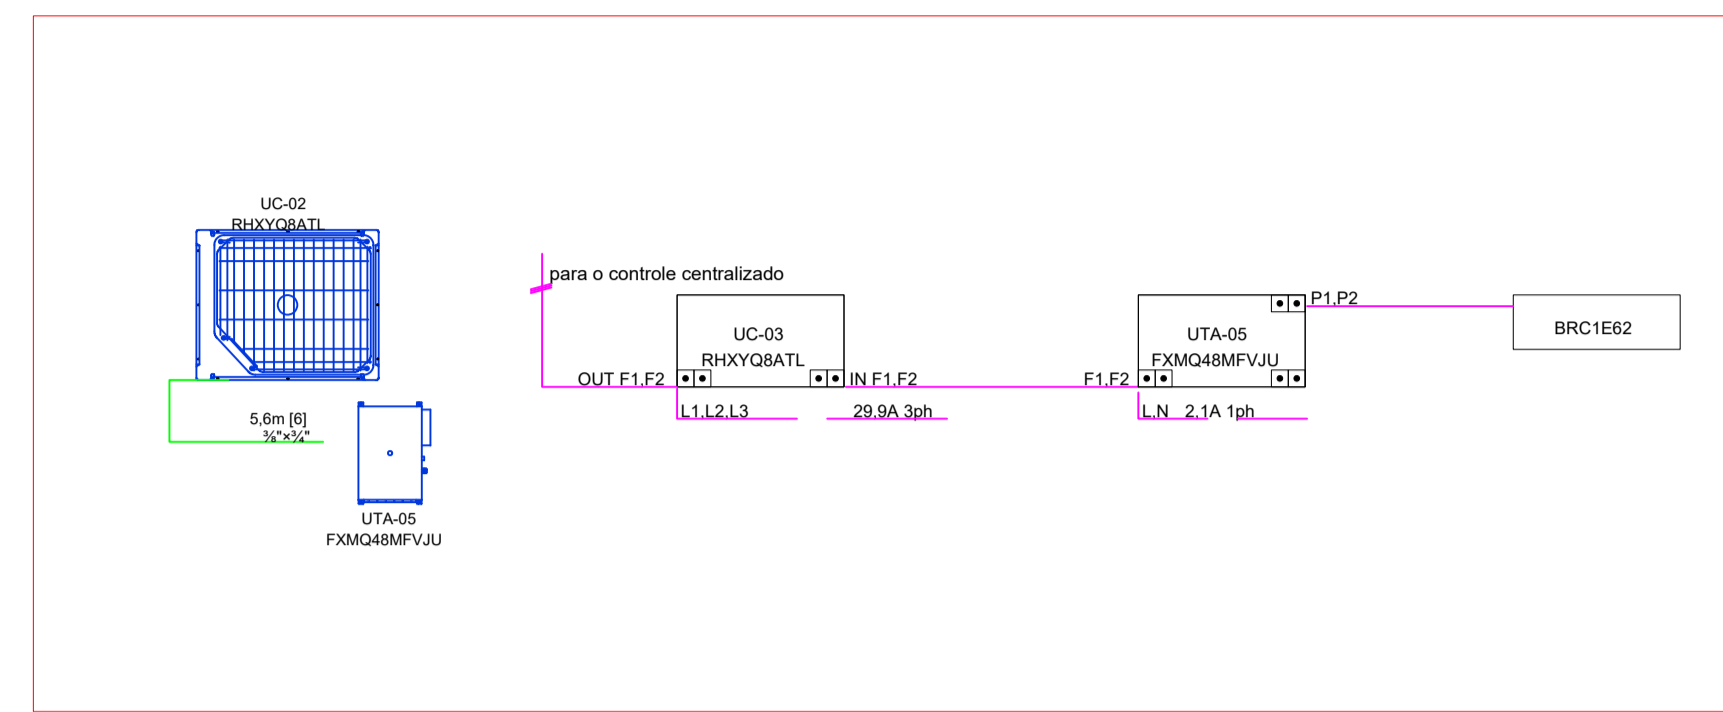 UC-02
RHXYQ8ATL
5,6m [6]
⅜"×¾"
UTA-05
FXMQ48MFVJU
para o controle centralizado
UC-03
RHXYQ8ATL
OUT F1,F2
IN F1,F2
L1,L2,L3
29,9A 3ph
P1,P2
UTA-05
FXMQ48MFVJU
F1,F2
L,N 2,1A 1ph
BRC1E62